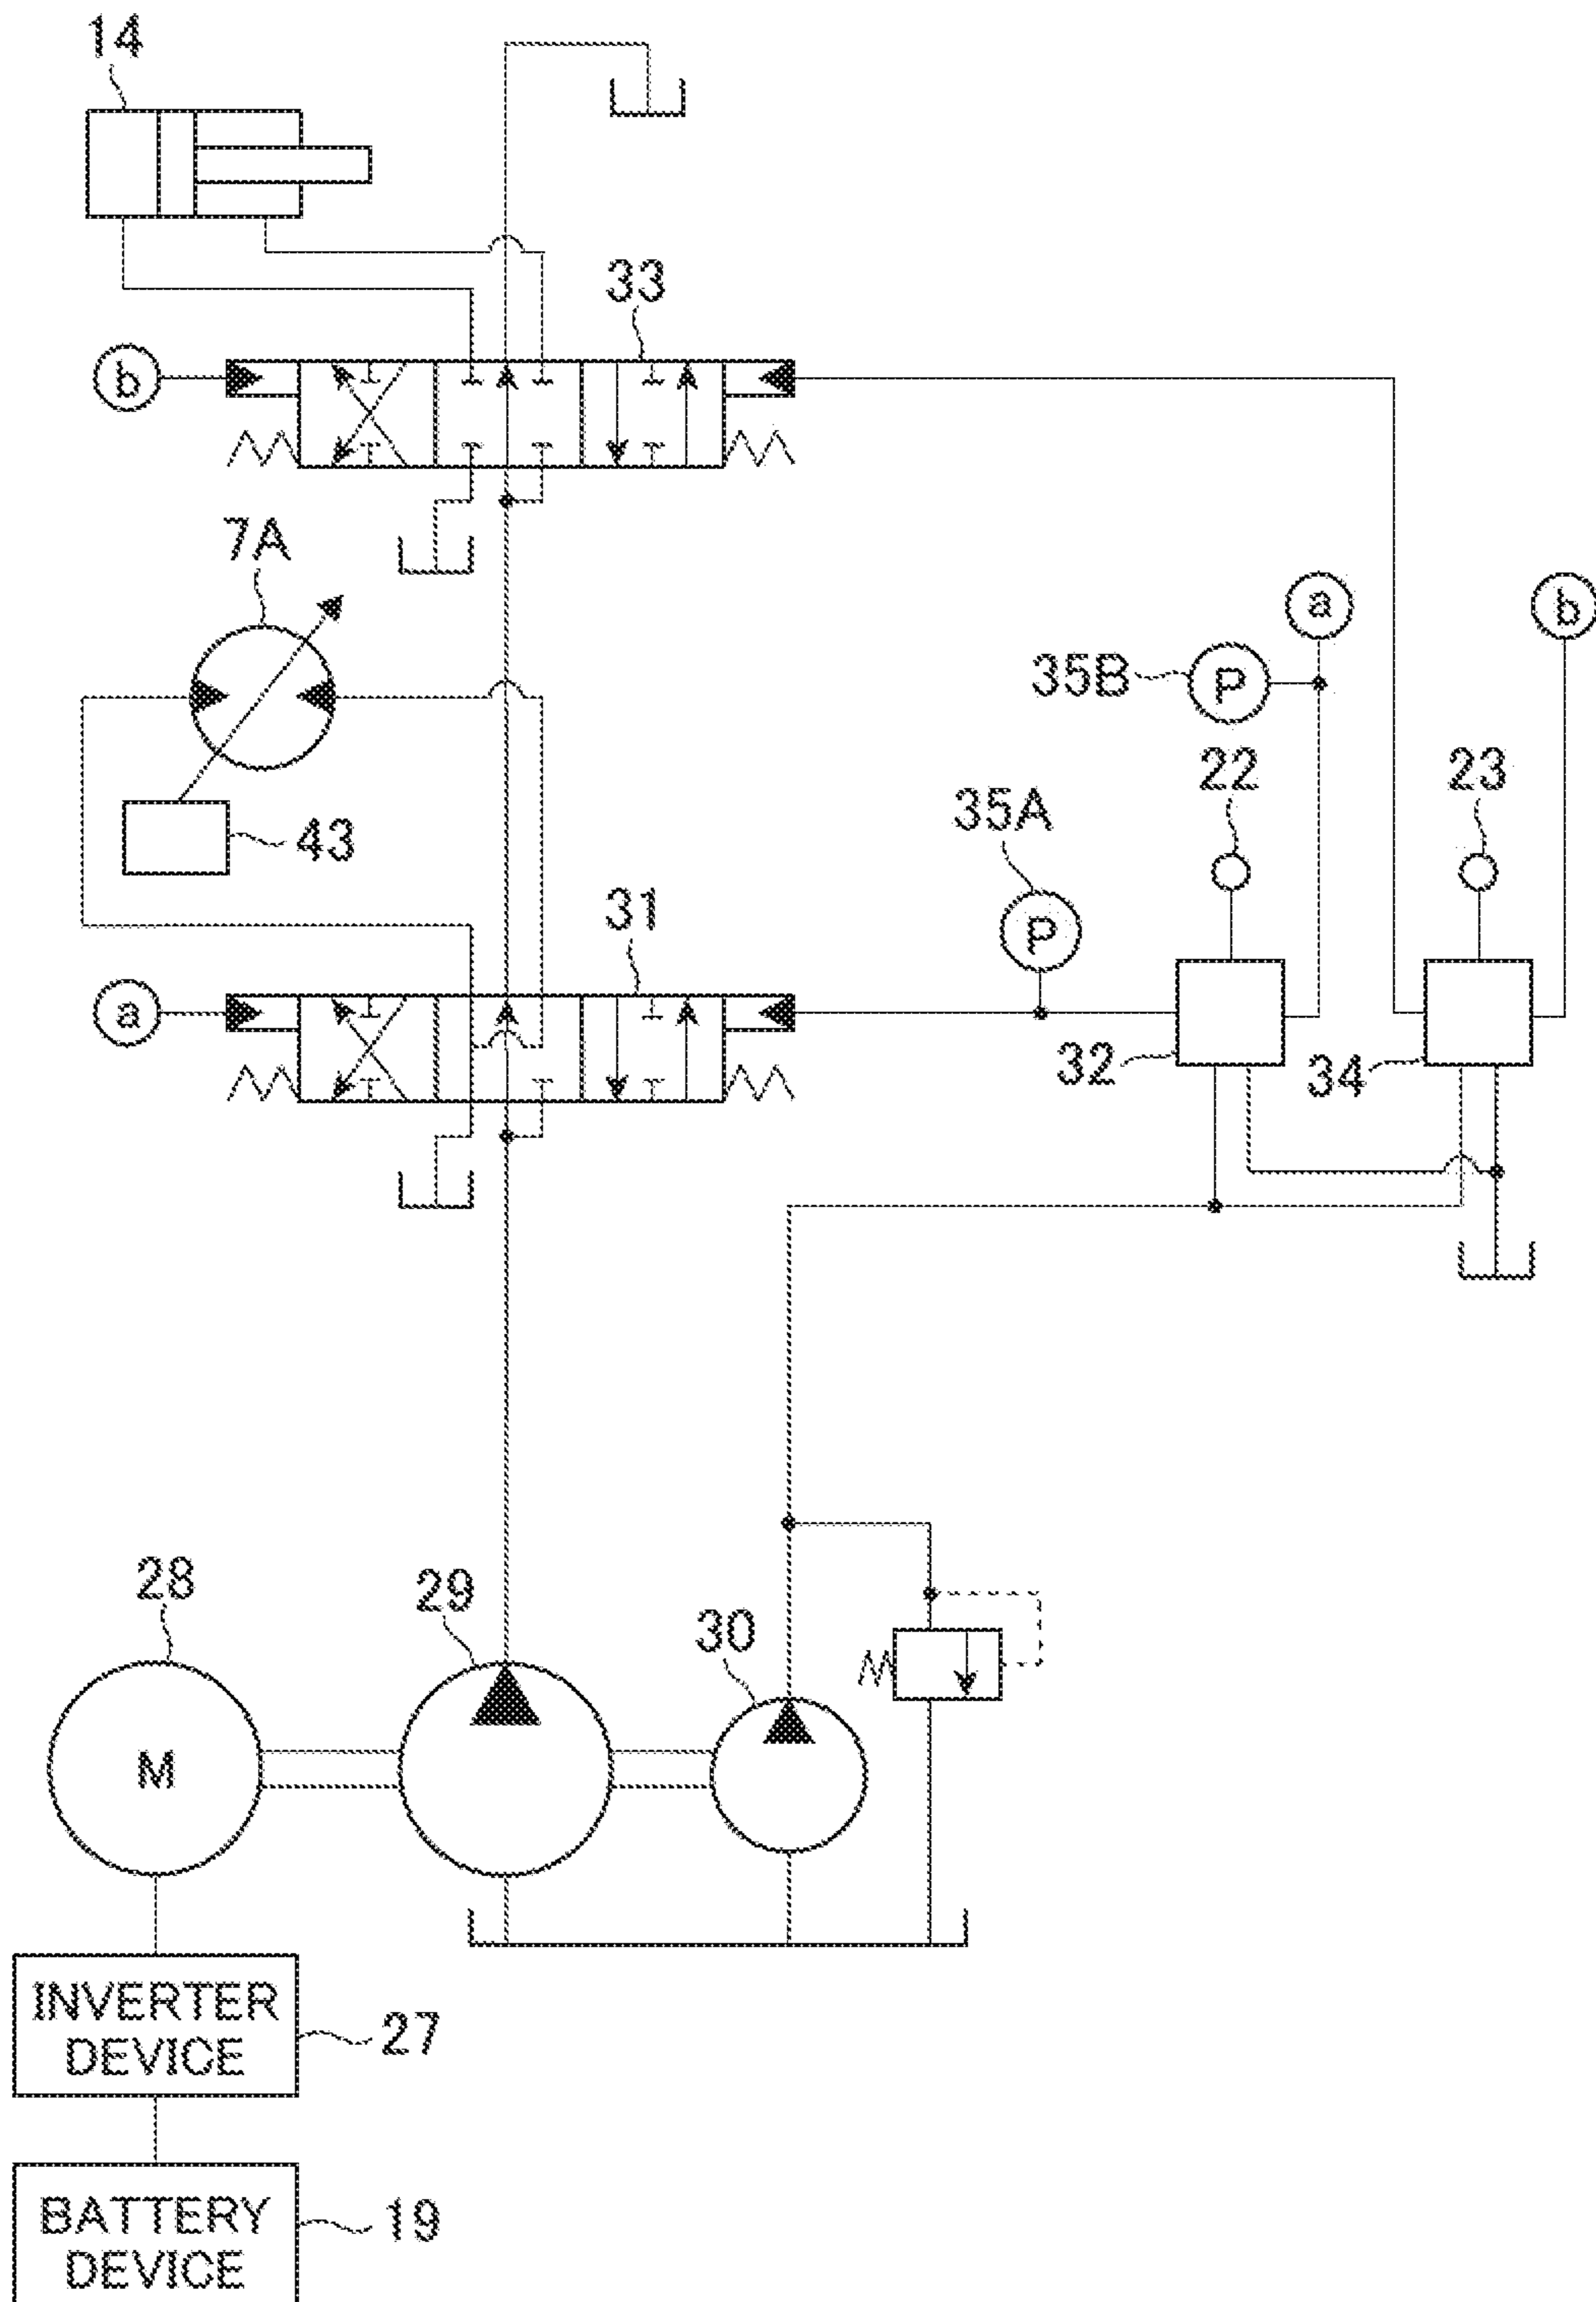 14
33
b
7A
a
b
35B
P
22
23
35A
43
P
31
a
32
34
28
29
30
M
INVERTER
DEVICE
27
BATTERY
DEVICE
19